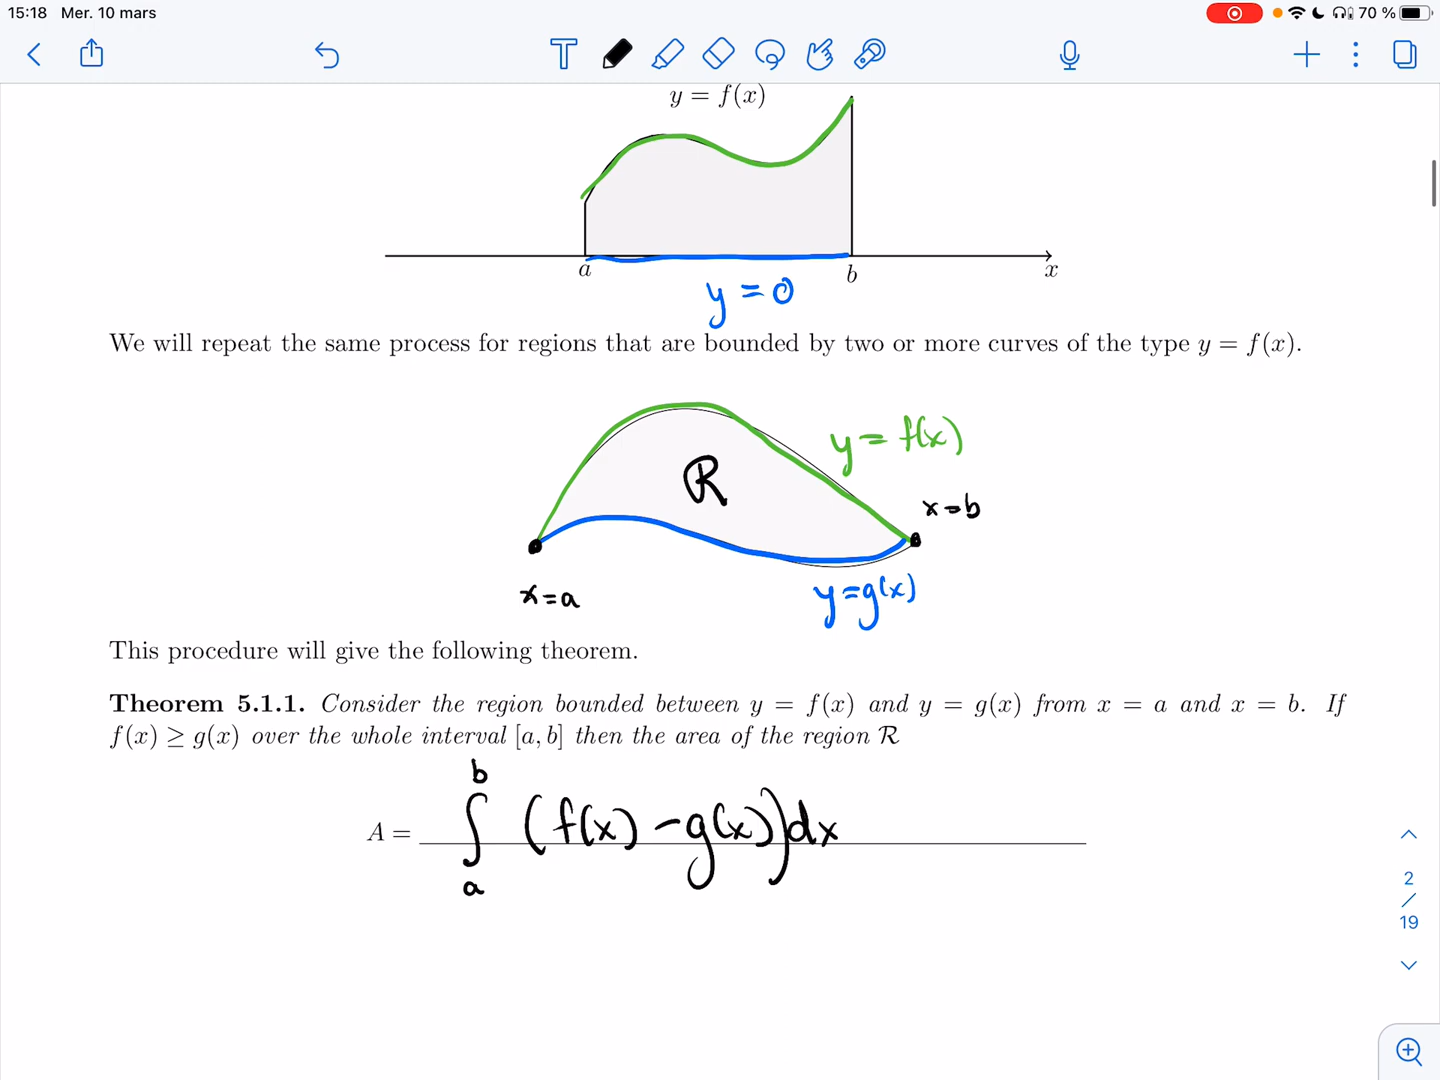 15:18 Mer. 10 mars 70 %
T
y = f(x)
a b x
y = 0
We will repeat the same process for regions that are bounded by two or more curves of the type y = f(x).
y = f(x)
R
x = b
x = a
y = g(x)
This procedure will give the following theorem.
Theorem 5.1.1. Consider the region bounded between y = f(x) and y = g(x) from x = a and x = b. If
f(x) ≥ g(x) over the whole interval [a, b] then the area of the region R
b
A = ∫ (f(x) - g(x)) dx
a
2
/
19